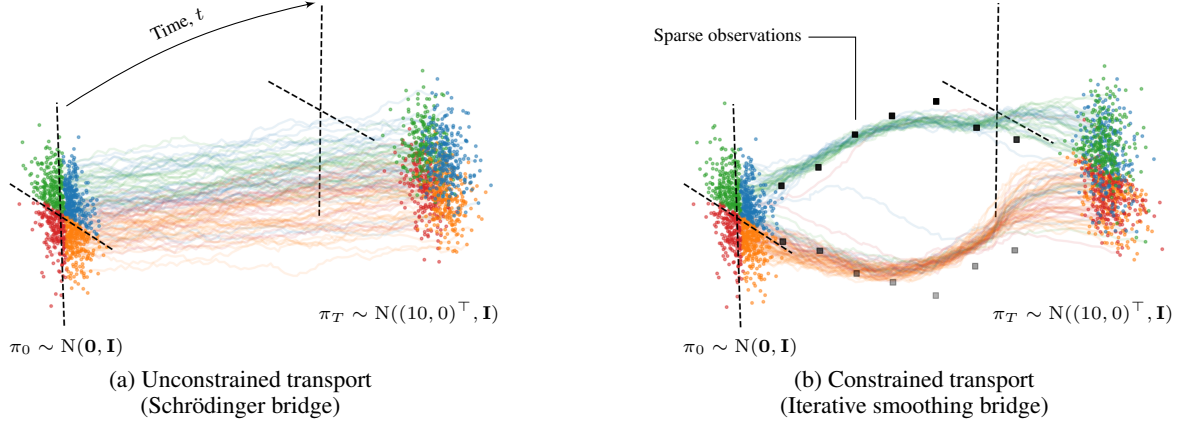 Time, t
π_T ∼ N((10, 0)^⊤, I)
π_0 ∼ N(0, I)
(a) Unconstrained transport
(Schrödinger bridge)
Sparse observations
π_T ∼ N((10, 0)^⊤, I)
π_0 ∼ N(0, I)
(b) Constrained transport
(Iterative smoothing bridge)